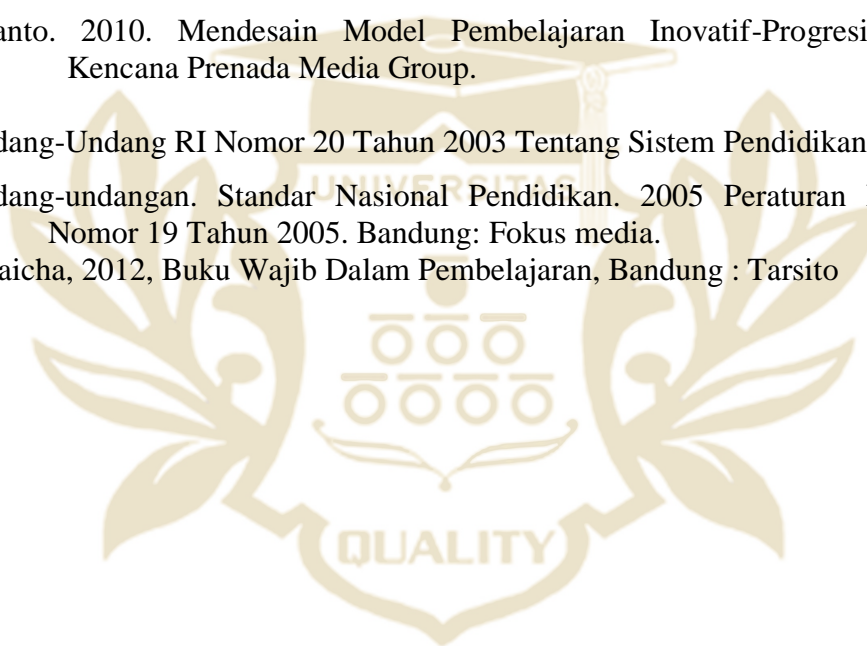 anto. 2010. Mendesain Model Pembelajaran Inovatif-Progresi
Kencana Prenada Media Group.
dang-Undang RI Nomor 20 Tahun 2003 Tentang Sistem Pendidikan
UNIVERSITAS
dang-undangan. Standar Nasional Pendidikan. 2005 Peraturan
Nomor 19 Tahun 2005. Bandung: Fokus media.
aicha, 2012, Buku Wajib Dalam Pembelajaran, Bandung : Tarsito
QUALITY